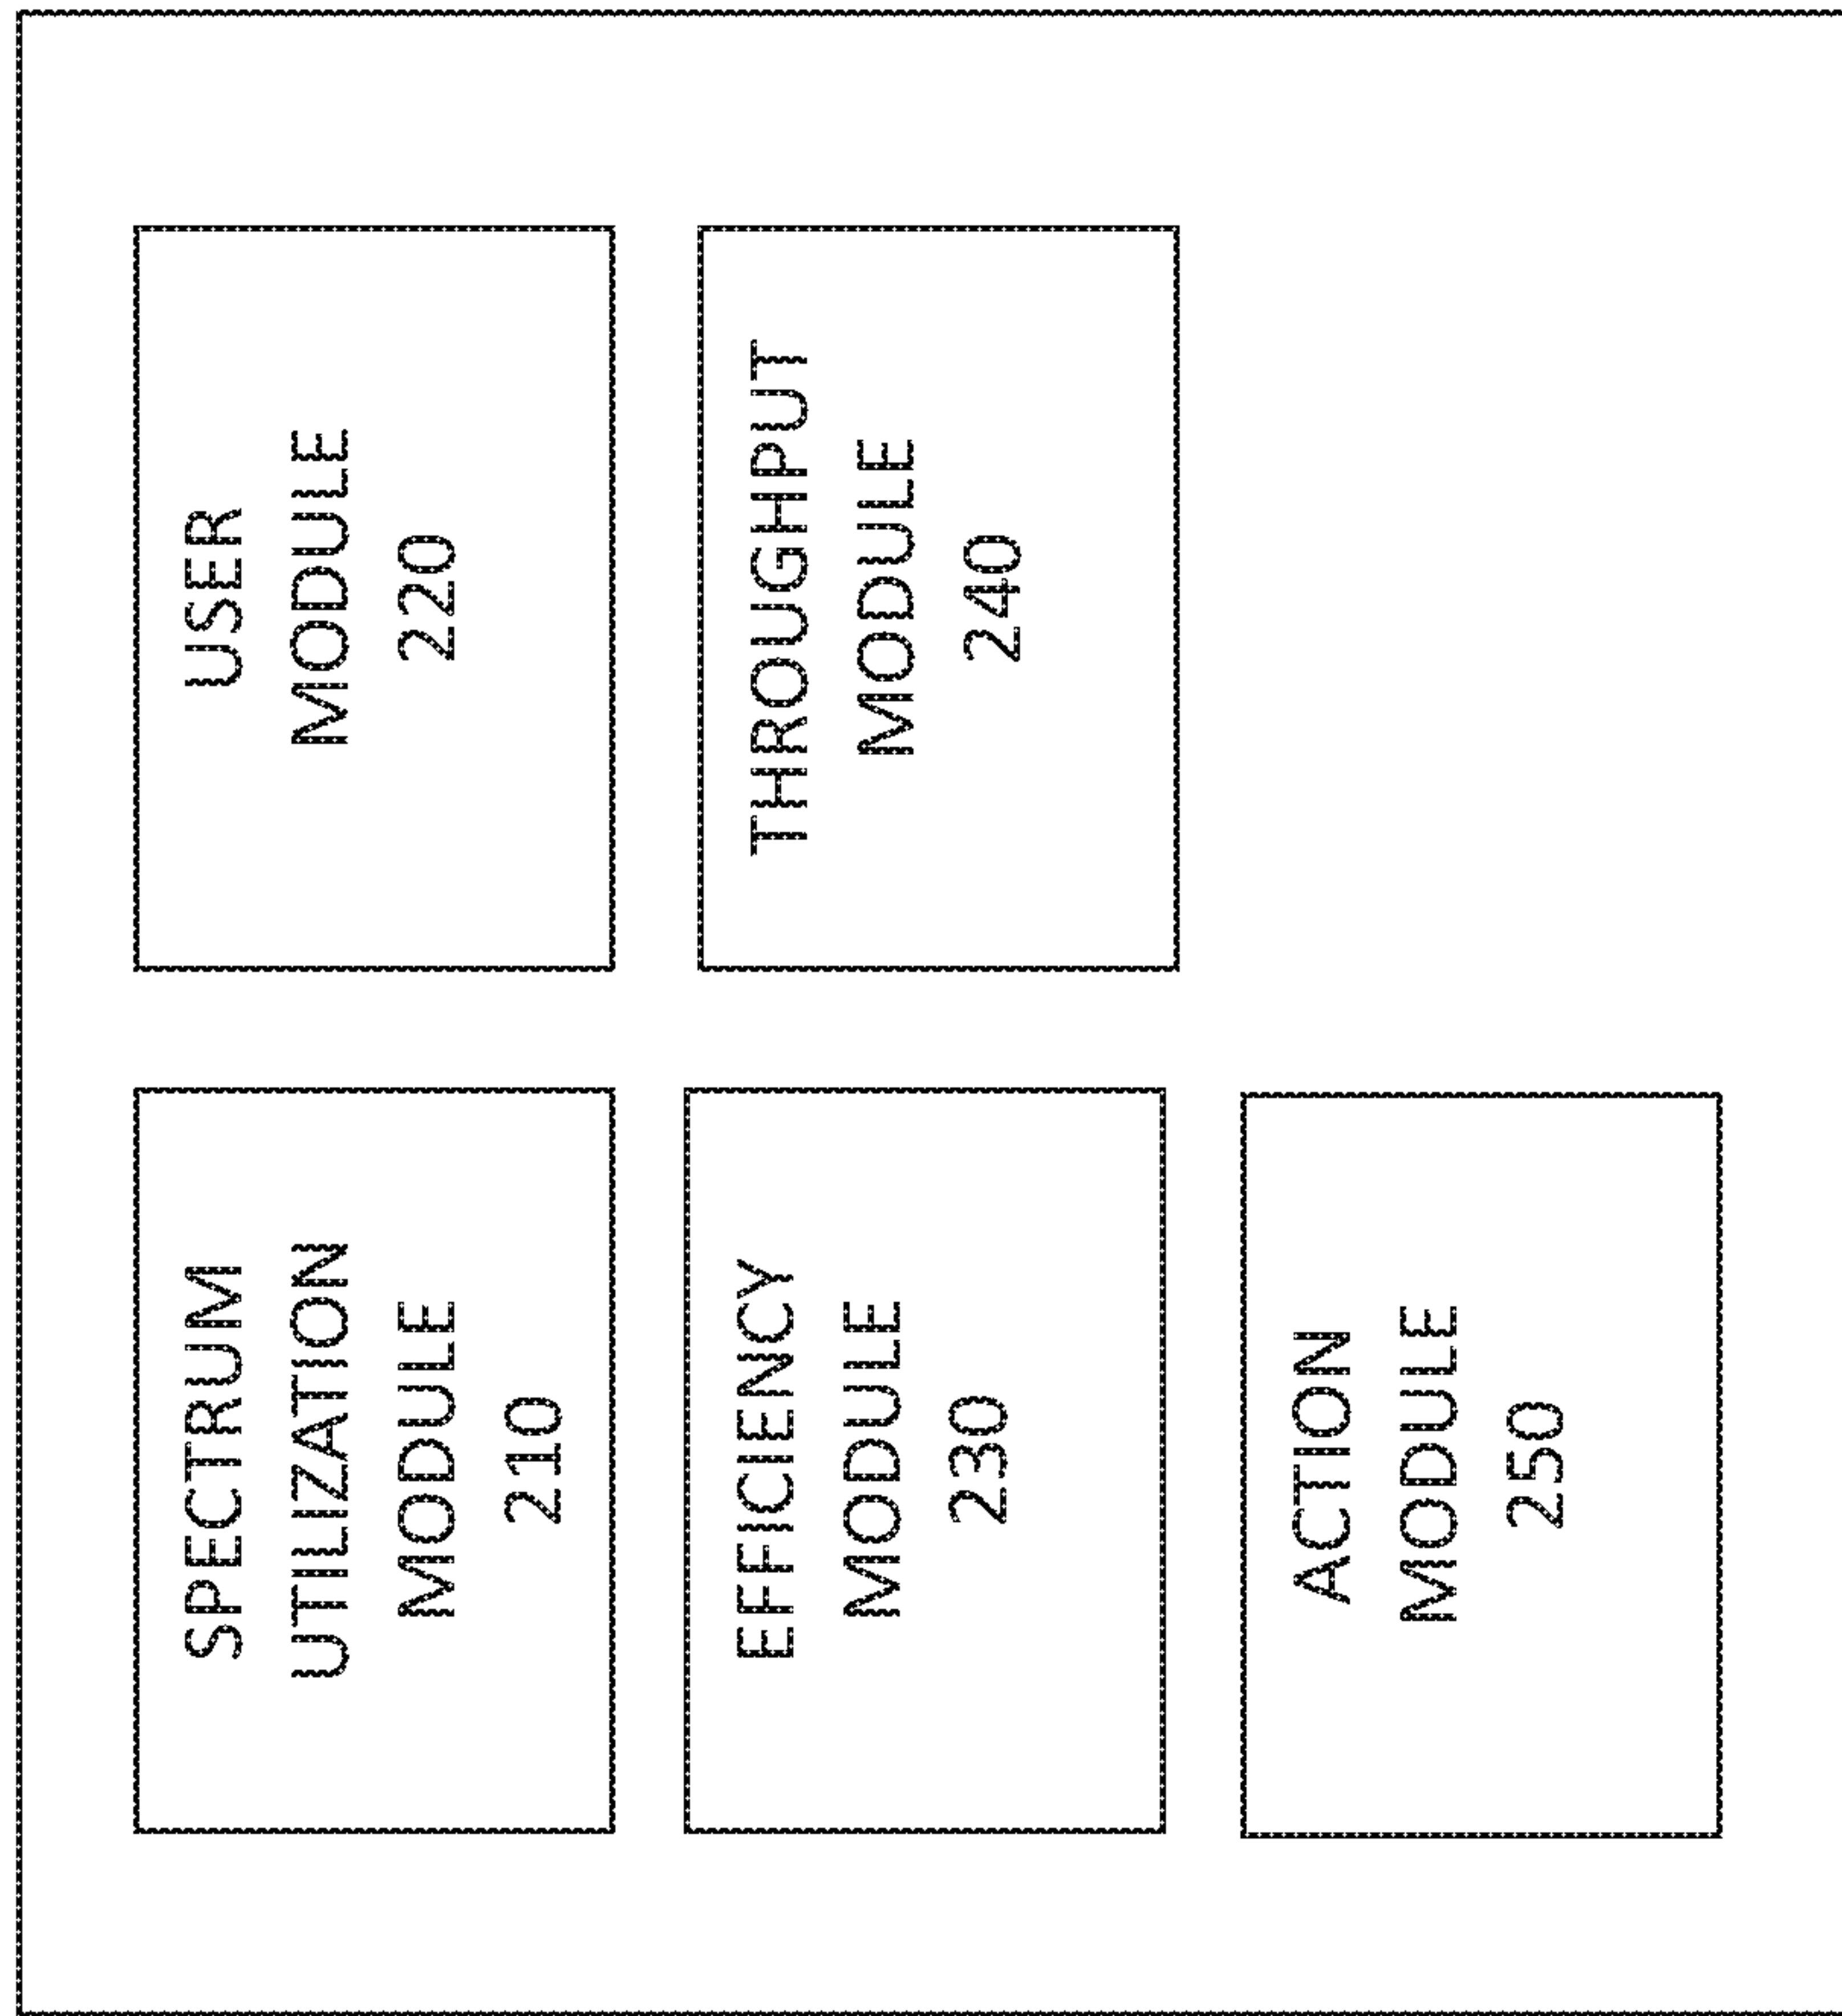 SPECTRUM
UTILIZATION
MODULE
210
USER
MODULE
220
EFFICIENCY
MODULE
230
THROUGHPUT
MODULE
240
ACTION
MODULE
250